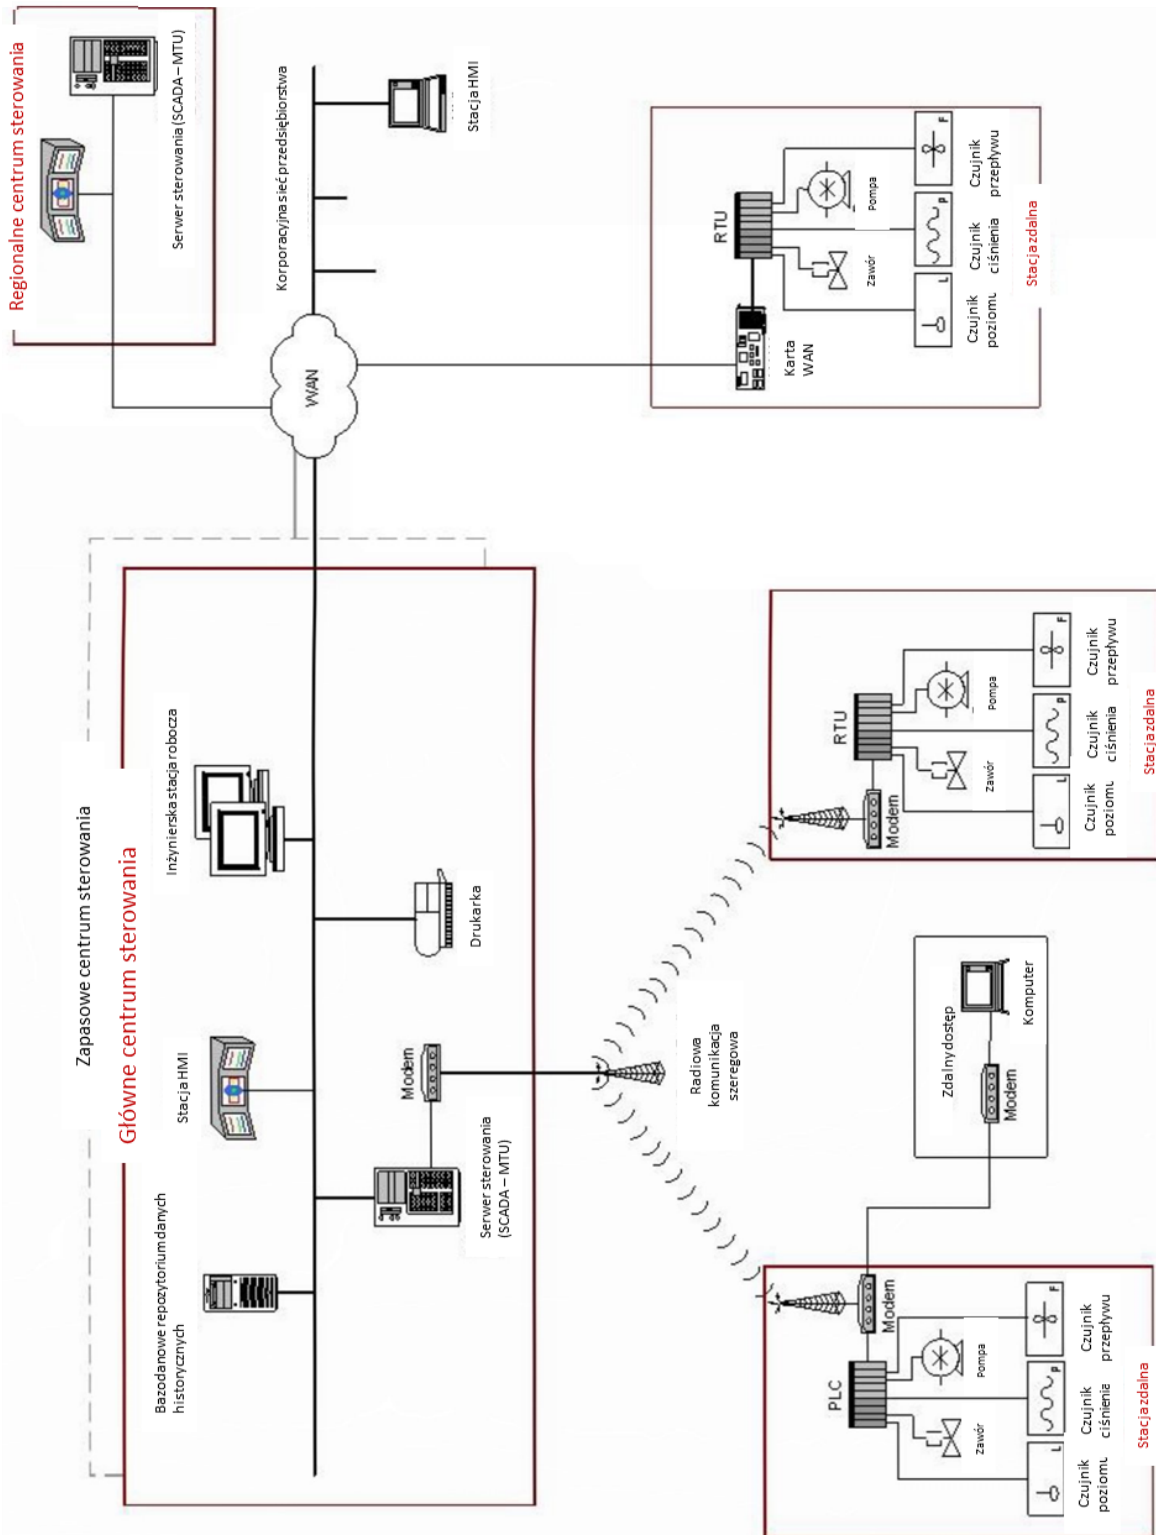 Zapasowe centrum sterowania
Główne centrum sterowania
Bazodanowe repozytorium danych
historycznych
Stacja HMI
Inżynierska stacja robocza
Serwer sterowania
(SCADA – MTU)
Modem
Drukarka
Regionalne centrum sterowania
Serwer sterowania (SCADA – MTU)
WAN
Korporacyjna sieć przedsiębiorstwa
Stacja HMI
Radiowa
komunikacja
szeregowa
PLC
Modem
Zawór
Pompa
L
P
F
Czujnik
poziomu
Czujnik
ciśnienia
Czujnik
przepływu
Stacja zdalna
Zdalny dostęp
Modem
Komputer
Modem
RTU
Zawór
Pompa
L
P
F
Czujnik
poziomu
Czujnik
ciśnienia
Czujnik
przepływu
Stacja zdalna
Karta
WAN
RTU
Zawór
Pompa
L
P
F
Czujnik
poziomu
Czujnik
ciśnienia
Czujnik
przepływu
Stacja zdalna